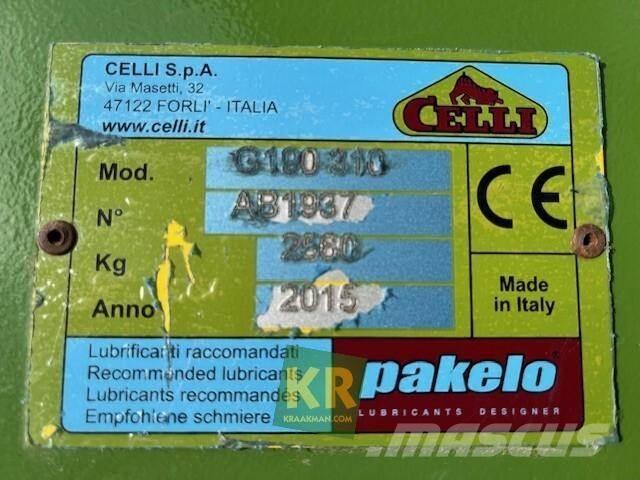 CELLI S.p.A.
Via Masetti, 32
47122 FORLI' - ITALIA
www.celli.it
CELLI
Mod. G190 310
N° AB1937
Kg 2580
Anno 2015
CE
Made
in Italy
Lubrificanti raccomandati
Recommended lubricants
Lubricants recommandés
Empfohlene schmiere
pakelo
LUBRICANTS DESIGNER
KR
KRAAKMAN.COM
MASCUS